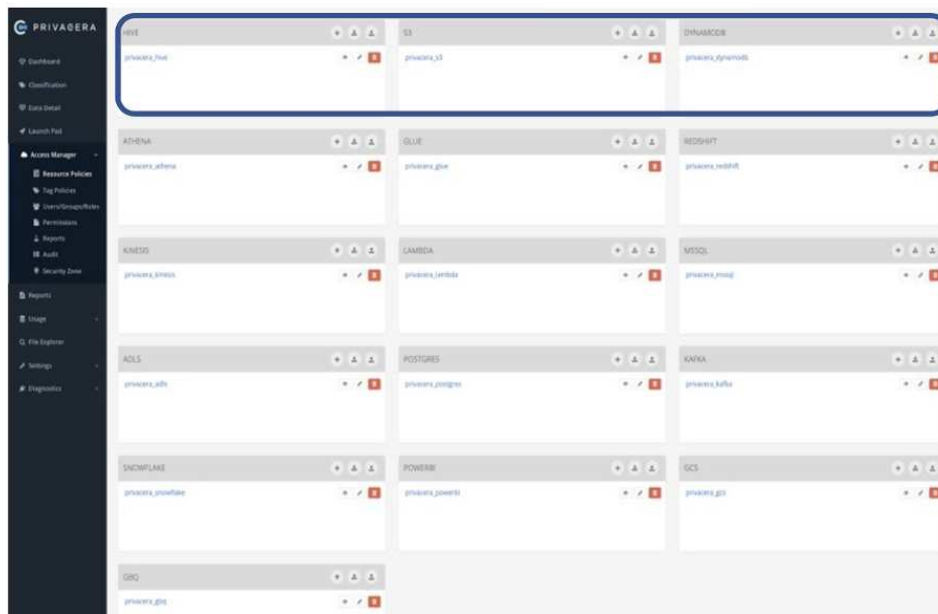 PRIVACERA
Dashboard
Classification
Data Detail
Launch Pad
Access Manager
Resource Policies
Tag Policies
Users/Groups/Roles
Permissions
Reports
Audit
Security Zone
Reports
Usage
File Explorer
Settings
Diagnostics
HIVE
privacera_hive
S3
privacera_s3
DYNAMODB
privacera_dynamodb
ATHENA
privacera_athena
GLUE
privacera_glue
REDSHIFT
privacera_redshift
KINESIS
privacera_kinesis
LAMBDA
privacera_lambda
MSSQL
privacera_mssql
ADLS
privacera_adls
POSTGRES
privacera_postgres
KAFKA
privacera_kafka
SNOWFLAKE
privacera_snowflake
POWERBI
privacera_powerbi
GCS
privacera_gcs
GBQ
privacera_gbq